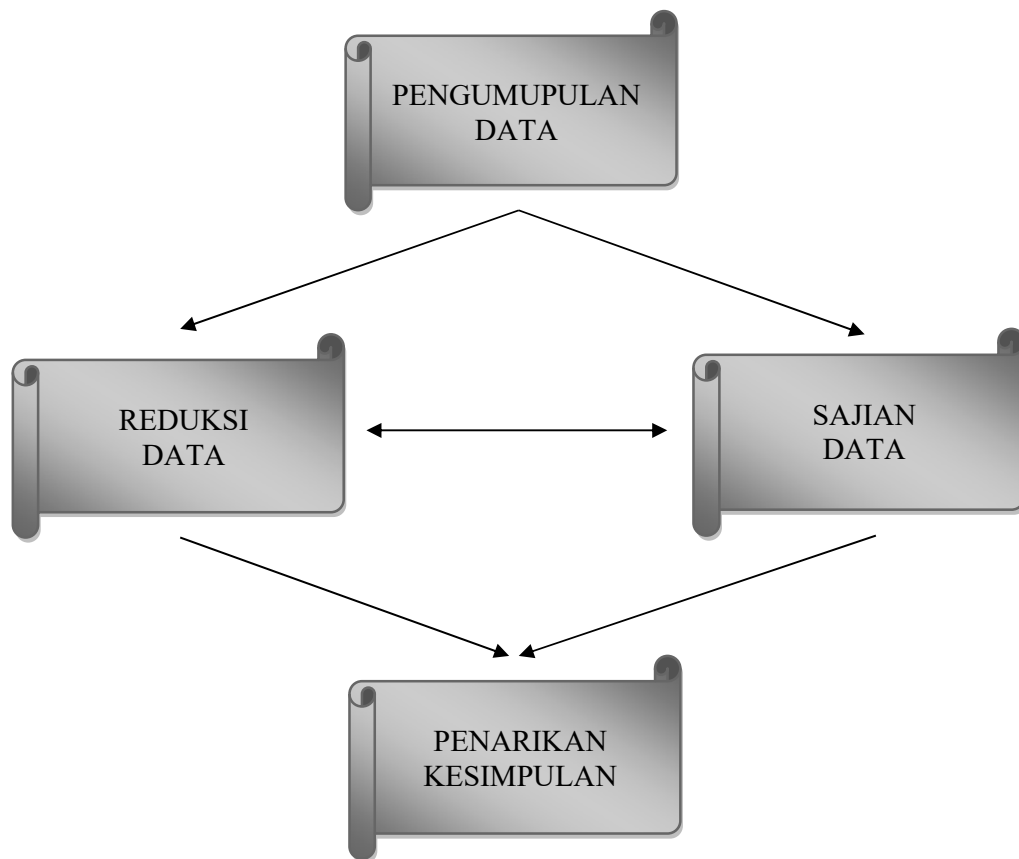 PENGUMUPULAN
DATA
REDUKSI
DATA
SAJIAN
DATA
PENARIKAN
KESIMPULAN